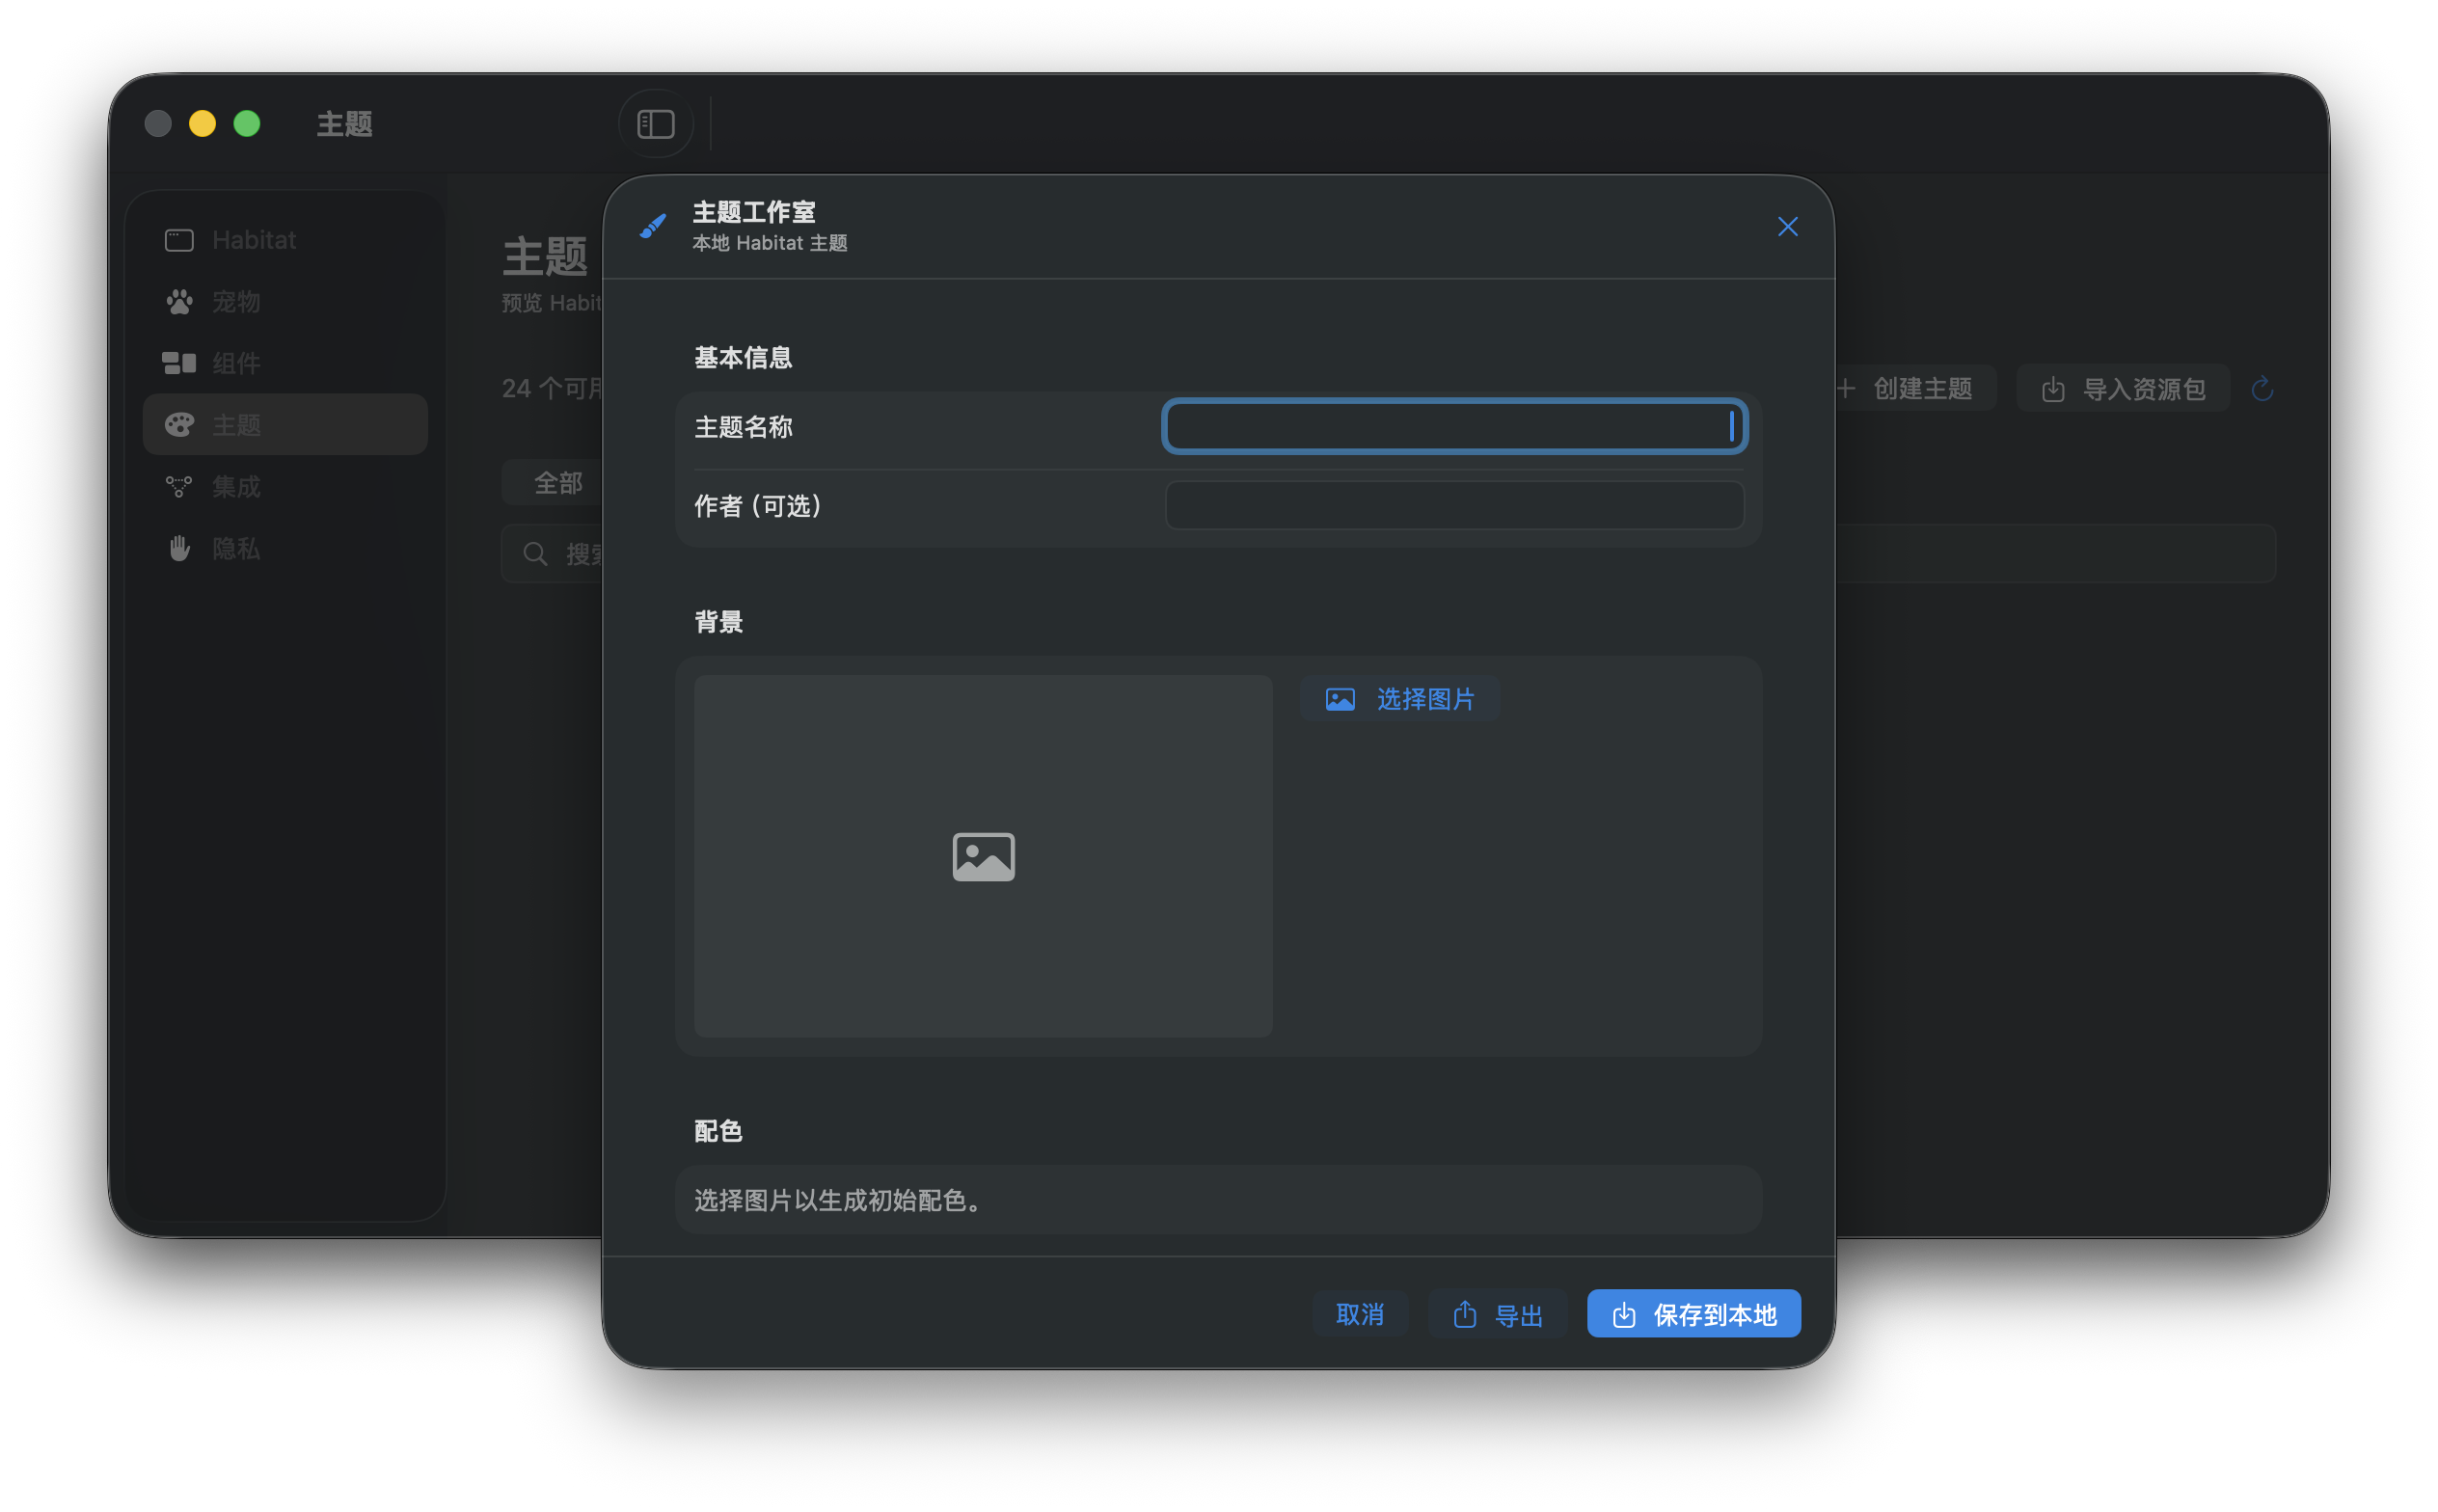 主题
Habitat
宠物
组件
主题
集成
隐私
主题
预览 Habit
24 个可用
创建主题
导入资源包
全部
搜索
主题工作室
本地 Habitat 主题
基本信息
主题名称
作者 (可选)
背景
选择图片
配色
选择图片以生成初始配色。
取消
导出
保存到本地